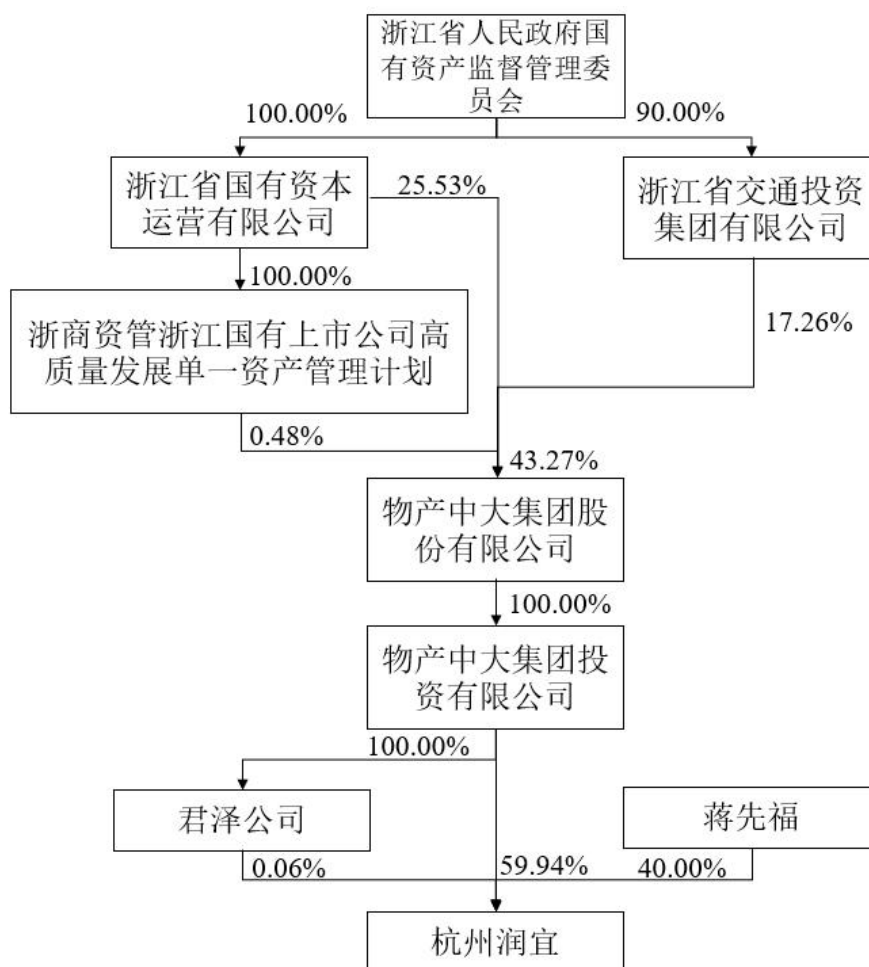 浙江省人民政府国
有资产监督管理委
员会
100.00%
90.00%
浙江省国有资本
运营有限公司
25.53%
浙江省交通投资
集团有限公司
100.00%
浙商资管浙江国有上市公司高
质量发展单一资产管理计划
17.26%
0.48%
43.27%
物产中大集团股
份有限公司
100.00%
物产中大集团投
资有限公司
100.00%
君泽公司
蒋先福
0.06%
59.94%
40.00%
杭州润宜